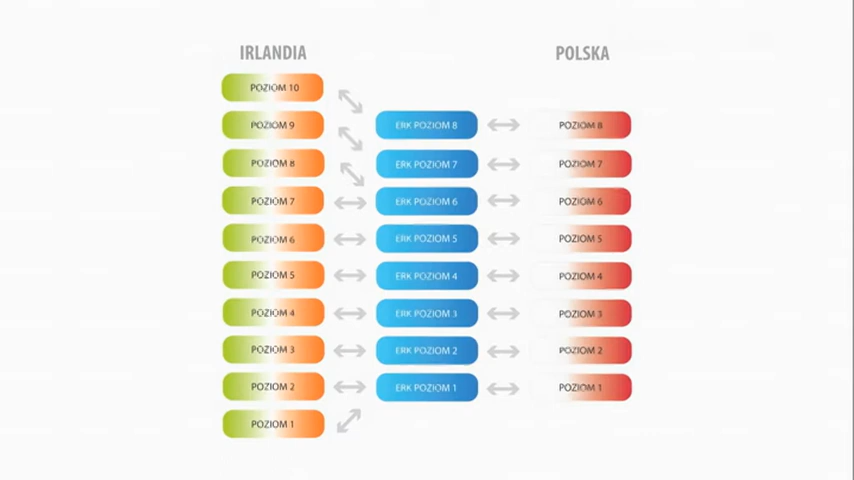 IRLANDIA POLSKA
POZIOM 10
POZIOM 9 ERK POZIOM 8 POZIOM 8
POZIOM 8 ERK POZIOM 7 POZIOM 7
POZIOM 7 ERK POZIOM 6 POZIOM 6
POZIOM 6 ERK POZIOM 5 POZIOM 5
POZIOM 5 ERK POZIOM 4 POZIOM 4
POZIOM 4 ERK POZIOM 3 POZIOM 3
POZIOM 3 ERK POZIOM 2 POZIOM 2
POZIOM 2 ERK POZIOM 1 POZIOM 1
POZIOM 1